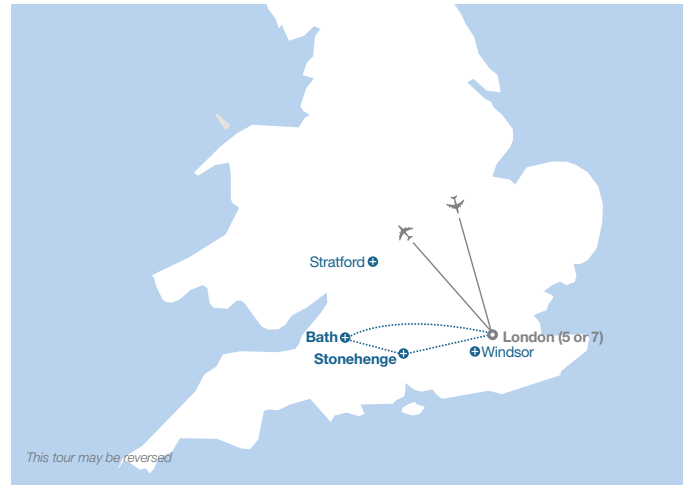 Stratford
Bath
London (5 or 7)
Stonehenge
Windsor
This tour may be reversed